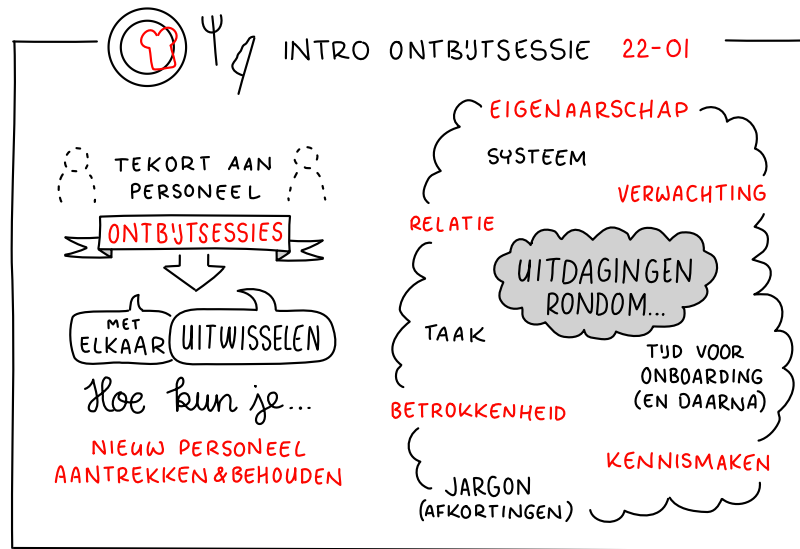 INTRO ONTBIJTSESSIE 22-01
TEKORT AAN
PERSONEEL
ONTBIJTSESSIES
MET
ELKAAR
UITWISSELEN
Hoe kun je...
NIEUW PERSONEEL
AANTREKKEN & BEHOUDEN
EIGENAARSCHAP
SYSTEEM
VERWACHTING
RELATIE
UITDAGINGEN
RONDOM...
TAAK
TIJD VOOR
ONBOARDING
(EN DAARNA)
BETROKKENHEID
KENNISMAKEN
JARGON
(AFKORTINGEN)